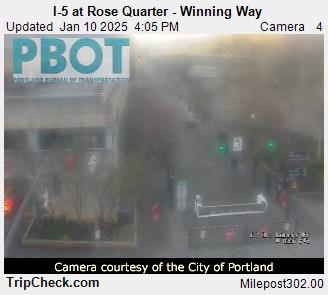 I-5 at Rose Quarter - Winning Way
Updated Jan 10 2025 4:05 PM Camera 4
PBOT
PORTLAND BUREAU OF TRANSPORTATION
Camera courtesy of the City of Portland
TripCheck.com Milepost302.00